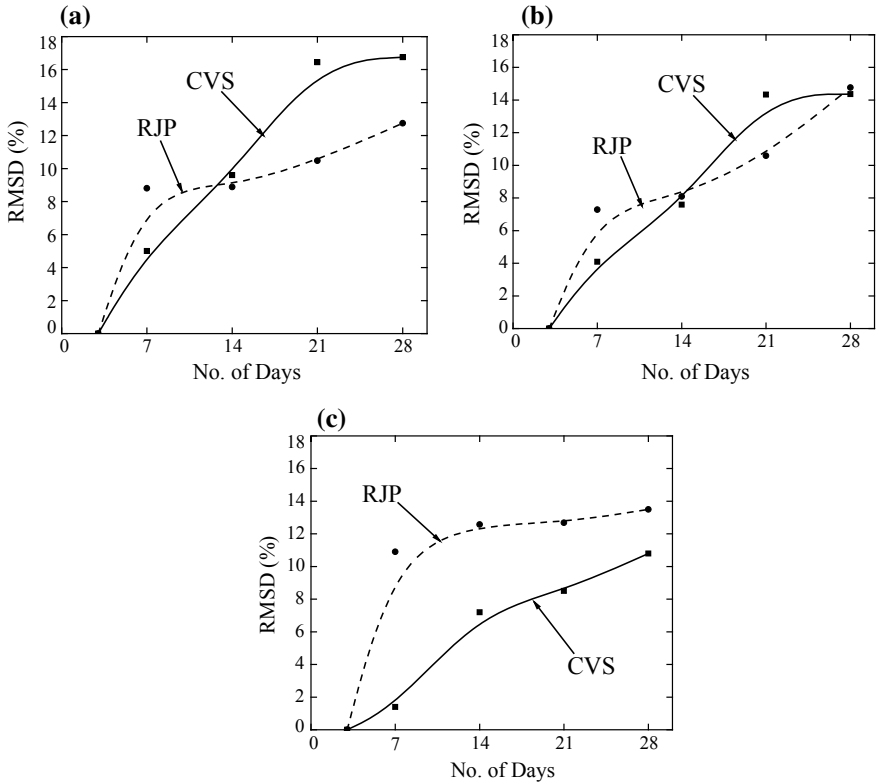 (a)
18
16
14
12
10
8
6
4
2
0
RMSD (%)
CVS
RJP
0 7 14 21 28
No. of Days
(b)
18
16
14
12
10
8
6
4
2
0
RMSD (%)
CVS
RJP
0 7 14 21 28
No. of Days
(c)
18
16
14
12
10
8
6
4
2
0
RMSD (%)
RJP
CVS
0 7 14 21 28
No. of Days